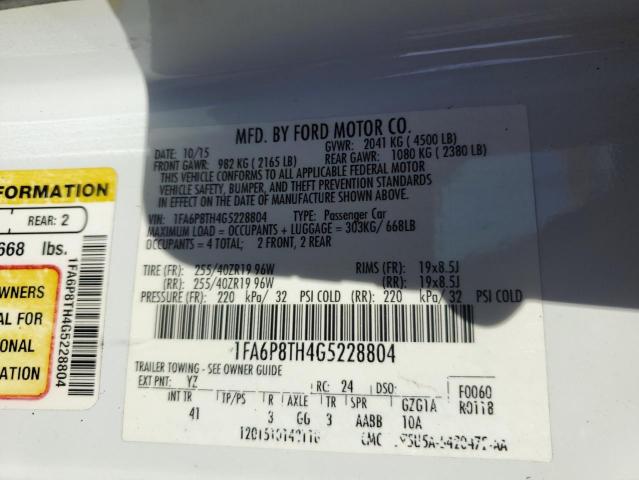 MFD. BY FORD MOTOR CO.
DATE: 10/15 GVWR: 2041 KG ( 4500 LB)
FRONT GAWR: 982 KG ( 2165 LB) REAR GAWR: 1080 KG ( 2380 LB)
THIS VEHICLE CONFORMS TO ALL APPLICABLE FEDERAL MOTOR
VEHICLE SAFETY, BUMPER, AND THEFT PREVENTION STANDARDS
IN EFFECT ON THE DATE OF MANUFACTURE SHOWN ABOVE.
VIN: 1FA6P8TH4G5228804 TYPE: Passenger Car
MAXIMUM LOAD = OCCUPANTS + LUGGAGE = 303KG/ 668LB
OCCUPANTS = 4 TOTAL; 2 FRONT, 2 REAR
TIRE (FR): 255/40ZR19 96W RIMS (FR): 19x8.5J
(RR): 255/40ZR19 96W (RR): 19x8.5J
PRESSURE (FR): 220 kPa/ 32 PSI COLD (RR): 220 kPa/ 32 PSI COLD
1FA6P8TH4G5228804
TRAILER TOWING - SEE OWNER GUIDE
EXT PNT: YZ RC: 24 DSO: F0060
INT TR TP/PS R AXLE TR SPR GZGTA R0118
41 3 GG 3 AABB 10A
CMC
FORMATION
REAR: 2
668 lbs.
OWNERS
AL FOR
ONAL
MATION
1FA6P8TH4G5228804